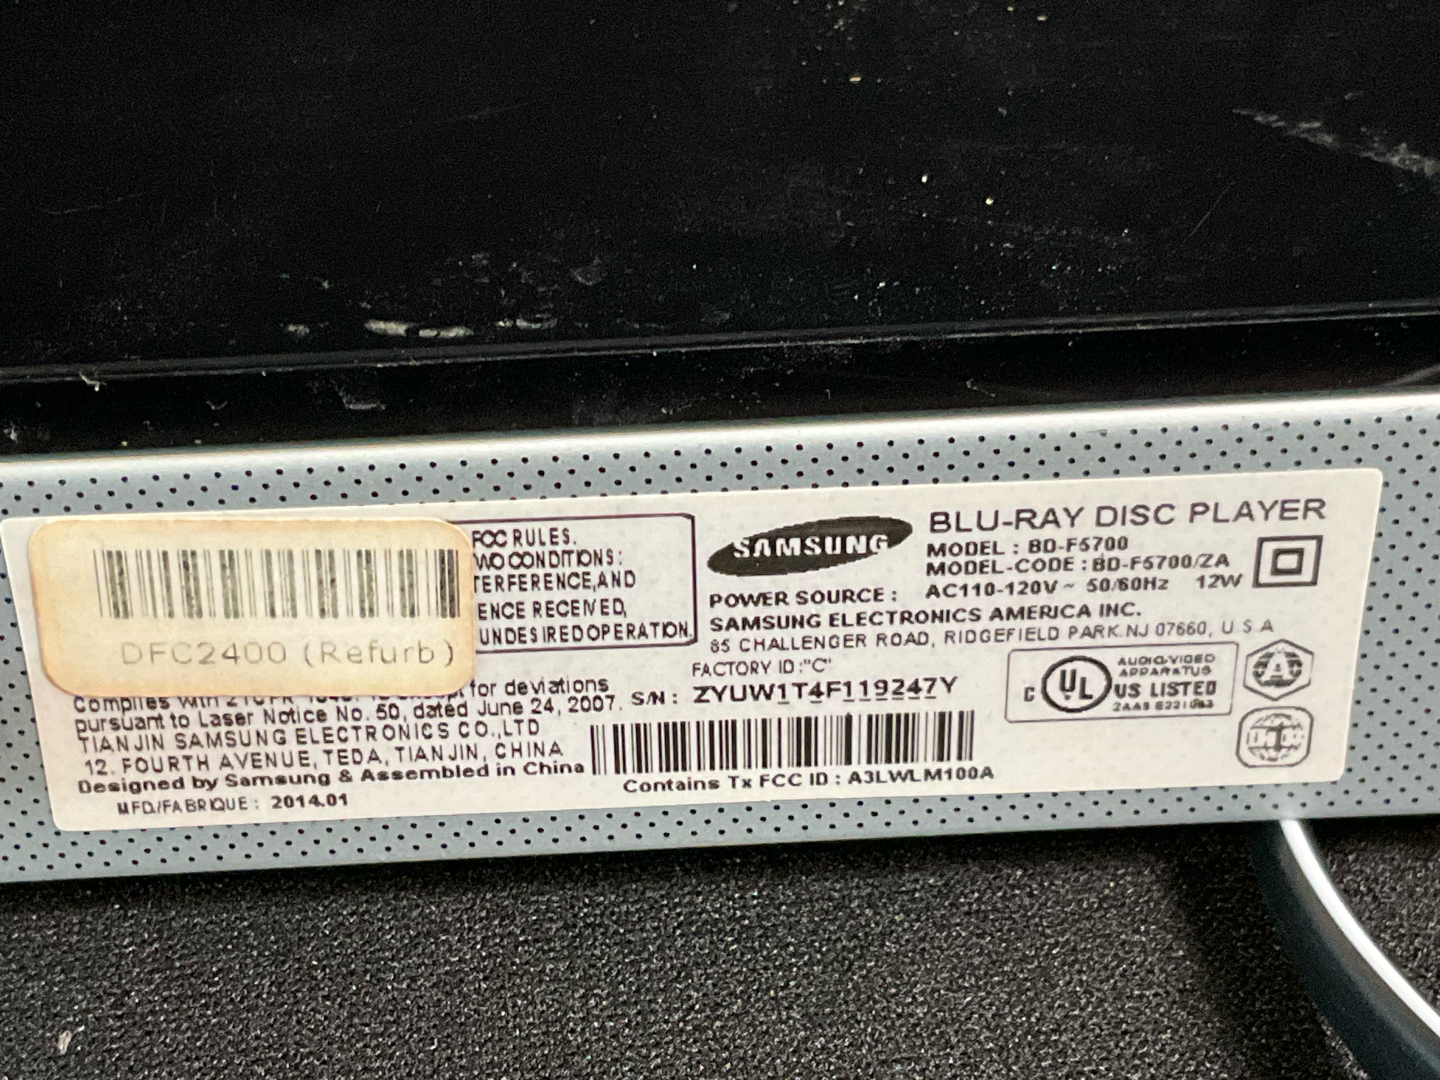 DFC2400 (Refurb)
FCC RULES.
WO CONDITIONS:
TERFERENCE, AND
ENCE RECEIVED,
UNDESIRED OPERATION.
for deviations
pursuant to Laser Notice No. 50, dated June 24, 2007.
TIANJIN SAMSUNG ELECTRONICS CO.,LTD
12. FOURTH AVENUE, TEDA, TIANJIN, CHINA
Designed by Samsung & Assembled in China
MFD/FABRIQUE : 2014.01
SAMSUNG
BLU-RAY DISC PLAYER
MODEL : BD-F5700
MODEL-CODE : BD-F5700/ZA
POWER SOURCE : AC110-120V ~ 50/60Hz 12W
SAMSUNG ELECTRONICS AMERICA INC.
85 CHALLENGER ROAD, RIDGEFIELD PARK.NJ 07660, U.S.A
FACTORY ID:"C"
S/N : ZYUW1T4F119247Y
Contains Tx FCC ID : A3LWLM100A
C UL US LISTED
AUDIO-VIDEO
APPARATUS